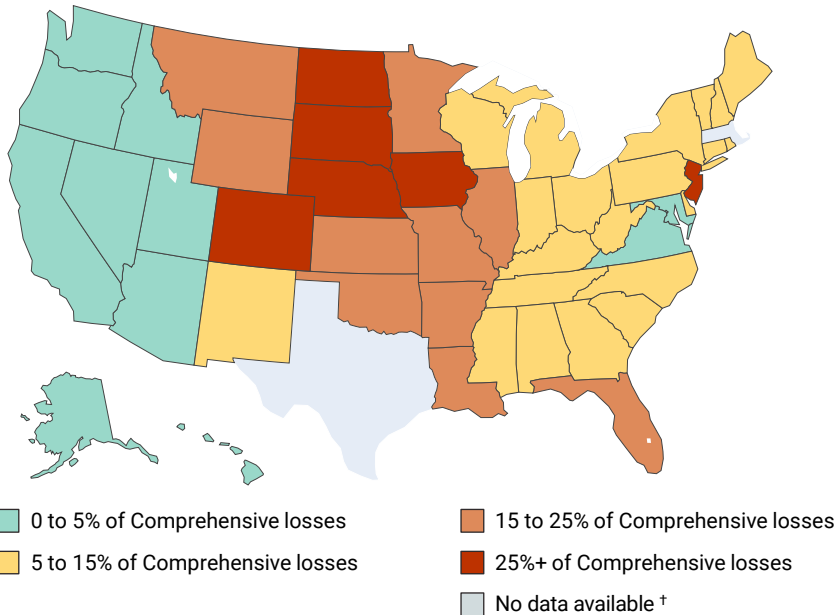 0 to 5% of Comprehensive losses
5 to 15% of Comprehensive losses
15 to 25% of Comprehensive losses
25%+ of Comprehensive losses
No data available †